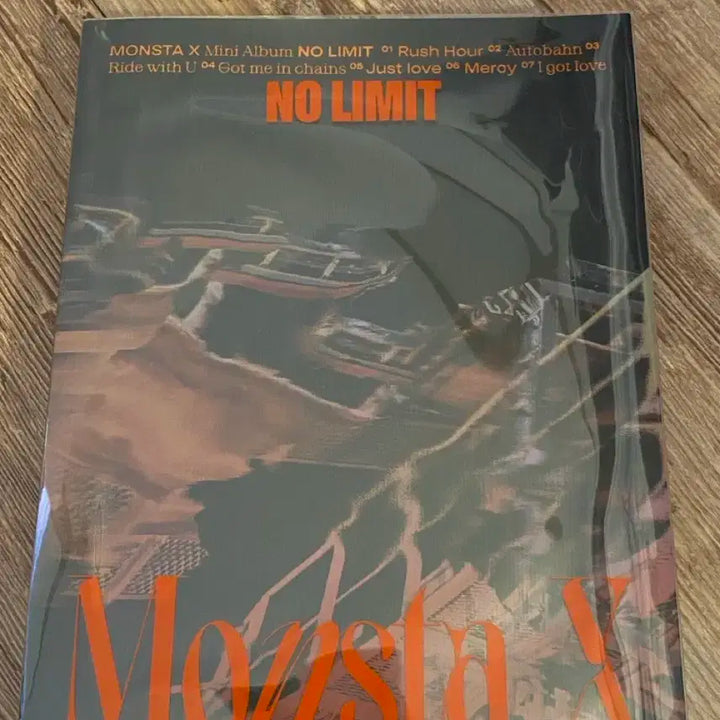 MONSTA X Mini Album NO LIMIT 01 Rush Hour 02 Autobahn 03
Ride with U 04 Got me in chains 05 Just love 06 Mercy 07 I got love
NO LIMIT
Monsta X